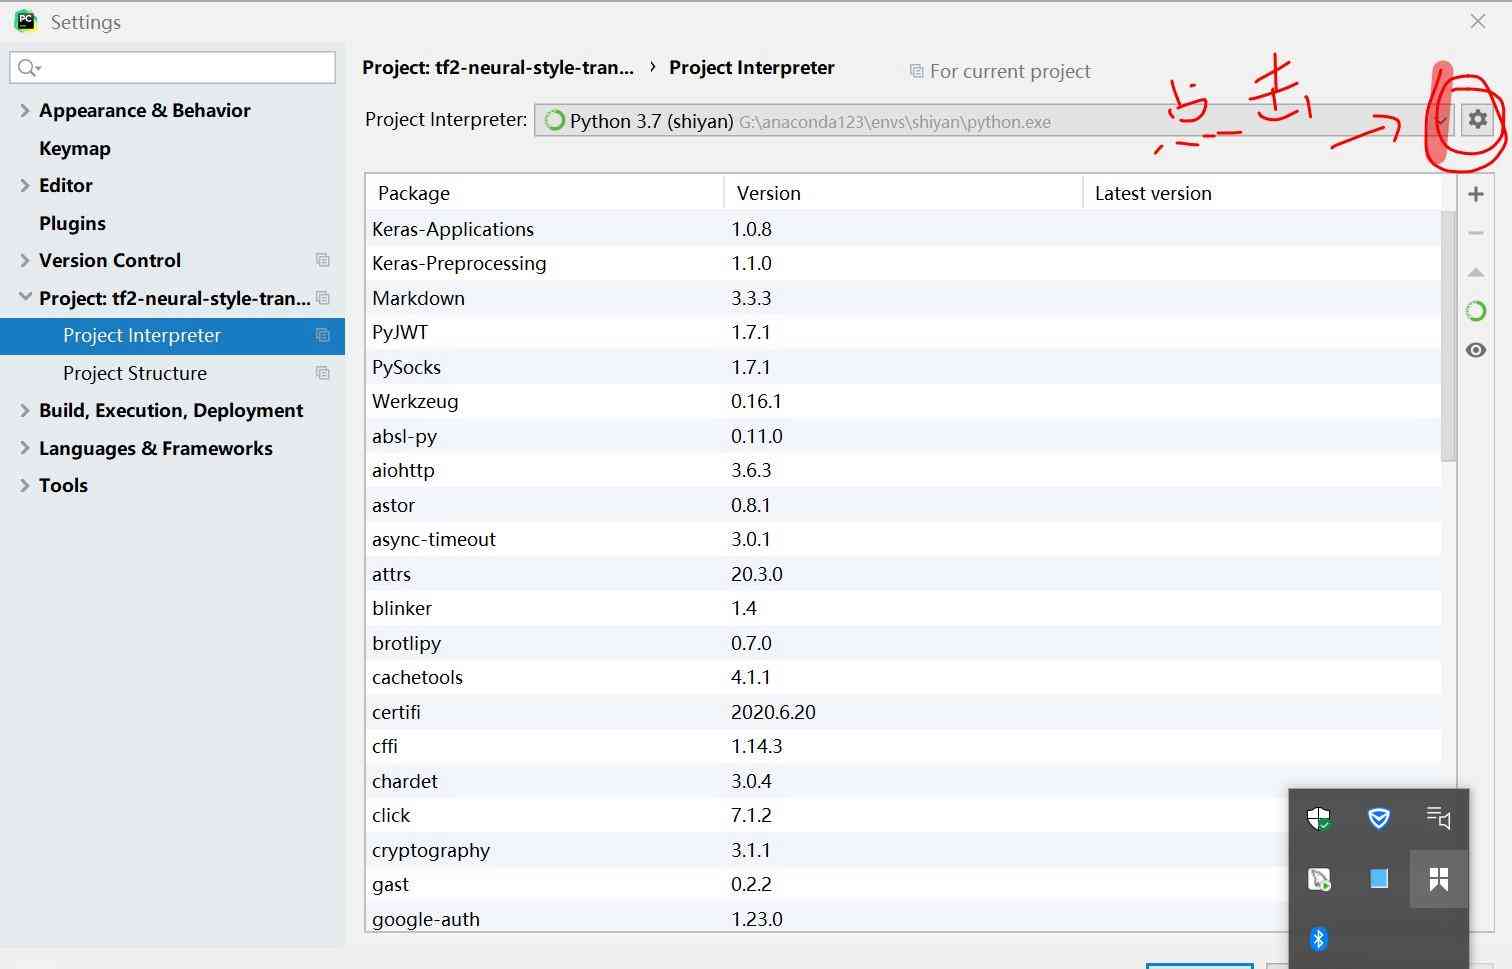 Settings
Project: tf2-neural-style-tran... › Project Interpreter
For current project
点击
Project Interpreter: Python 3.7 (shiyan) G:\anaconda123\envs\shiyan\python.exe
Appearance & Behavior
Keymap
Editor
Plugins
Version Control
Project: tf2-neural-style-tran...
Project Interpreter
Project Structure
Build, Execution, Deployment
Languages & Frameworks
Tools
Package Version Latest version
Keras-Applications 1.0.8
Keras-Preprocessing 1.1.0
Markdown 3.3.3
PyJWT 1.7.1
PySocks 1.7.1
Werkzeug 0.16.1
absl-py 0.11.0
aiohttp 3.6.3
astor 0.8.1
async-timeout 3.0.1
attrs 20.3.0
blinker 1.4
brotlipy 0.7.0
cachetools 4.1.1
certifi 2020.6.20
cffi 1.14.3
chardet 3.0.4
click 7.1.2
cryptography 3.1.1
gast 0.2.2
google-auth 1.23.0